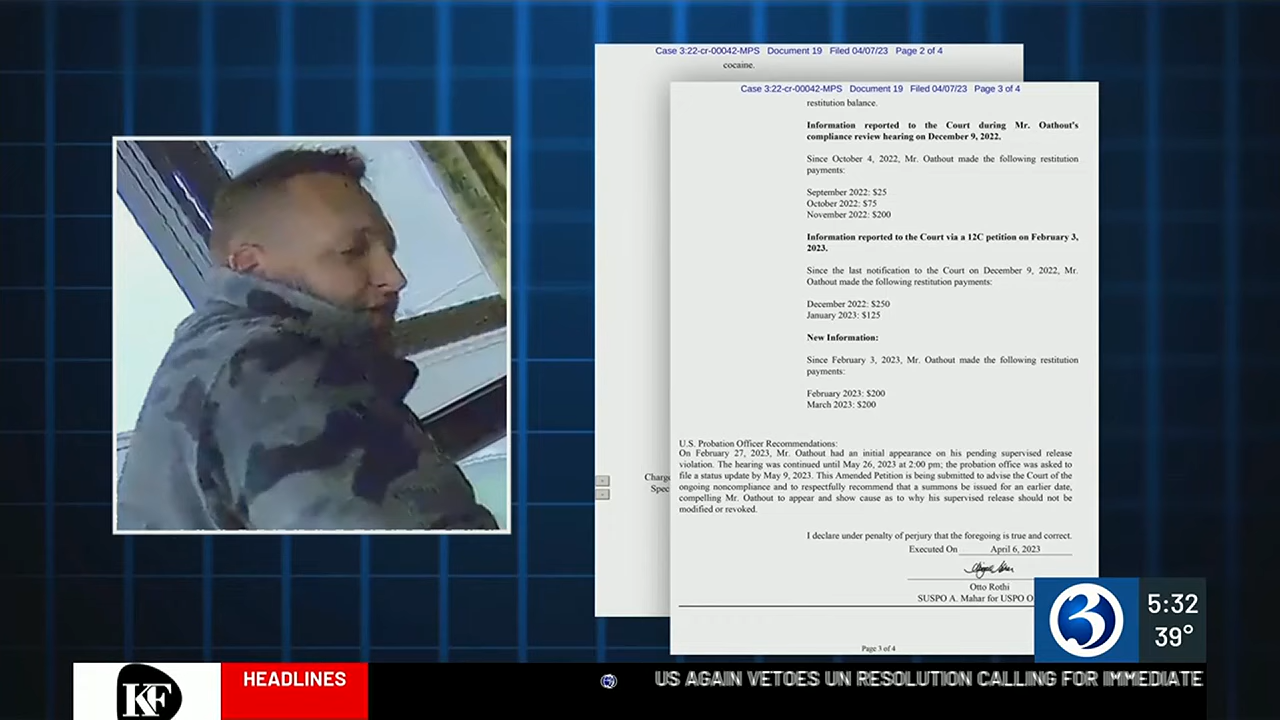 Case 3:22-cr-00042-MPS Document 19 Filed 04/07/23 Page 2 of 4
cocaine.
Charge
Spec
Case 3:22-cr-00042-MPS Document 19 Filed 04/07/23 Page 3 of 4
restitution balance.
Information reported to the Court during Mr. Oathout's
compliance review hearing on December 9, 2022.
Since October 4, 2022, Mr. Oathout made the following restitution
payments:
September 2022: $25
October 2022: $75
November 2022: $200
Information reported to the Court via a 12C petition on February 3,
2023.
Since the last notification to the Court on December 9, 2022, Mr.
Oathout made the following restitution payments:
December 2022: $250
January 2023: $125
New Information:
Since February 3, 2023, Mr. Oathout made the following restitution
payments:
February 2023: $200
March 2023: $200
U.S. Probation Officer Recommendations:
On February 27, 2023, Mr. Oathout had an initial appearance on his pending supervised release
violation. The hearing was continued until May 26, 2023 at 2:00 pm; the probation office was asked to
file a status update by May 9, 2023. This Amended Petition is being submitted to advise the Court of the
ongoing noncompliance and to respectfully recommend that a summons be issued for an earlier date,
compelling Mr. Oathout to appear and show cause as to why his supervised release should not be
modified or revoked.
I declare under penalty of perjury that the foregoing is true and correct.
Executed On April 6, 2023
Otto Rothi
SUSPO A. Mahar for USPO O
Page 3 of 4
3
5:32
39°
KF
HEADLINES
US AGAIN VETOES UN RESOLUTION CALLING FOR IMMEDIATE